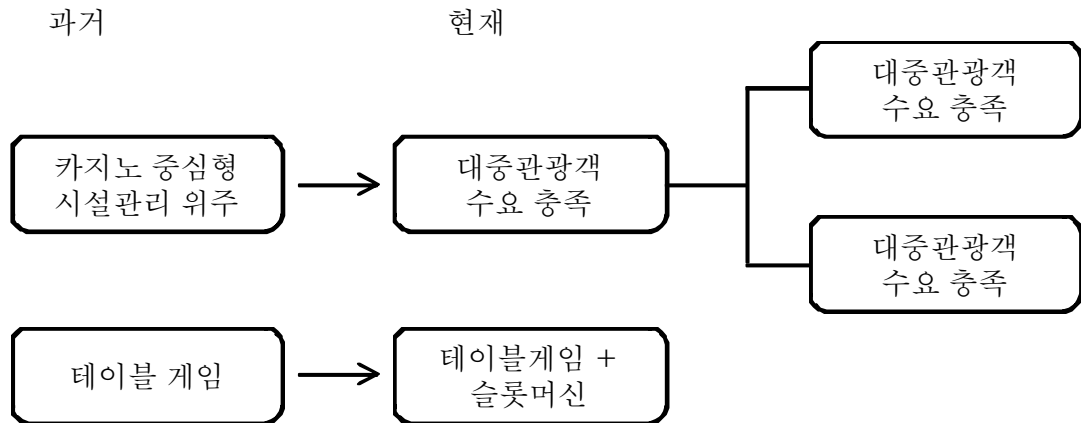 과거
현재
대중관광객
수요 충족
카지노 중심형
시설관리 위주
대중관광객
수요 충족
대중관광객
수요 충족
테이블 게임
테이블게임 +
슬롯머신